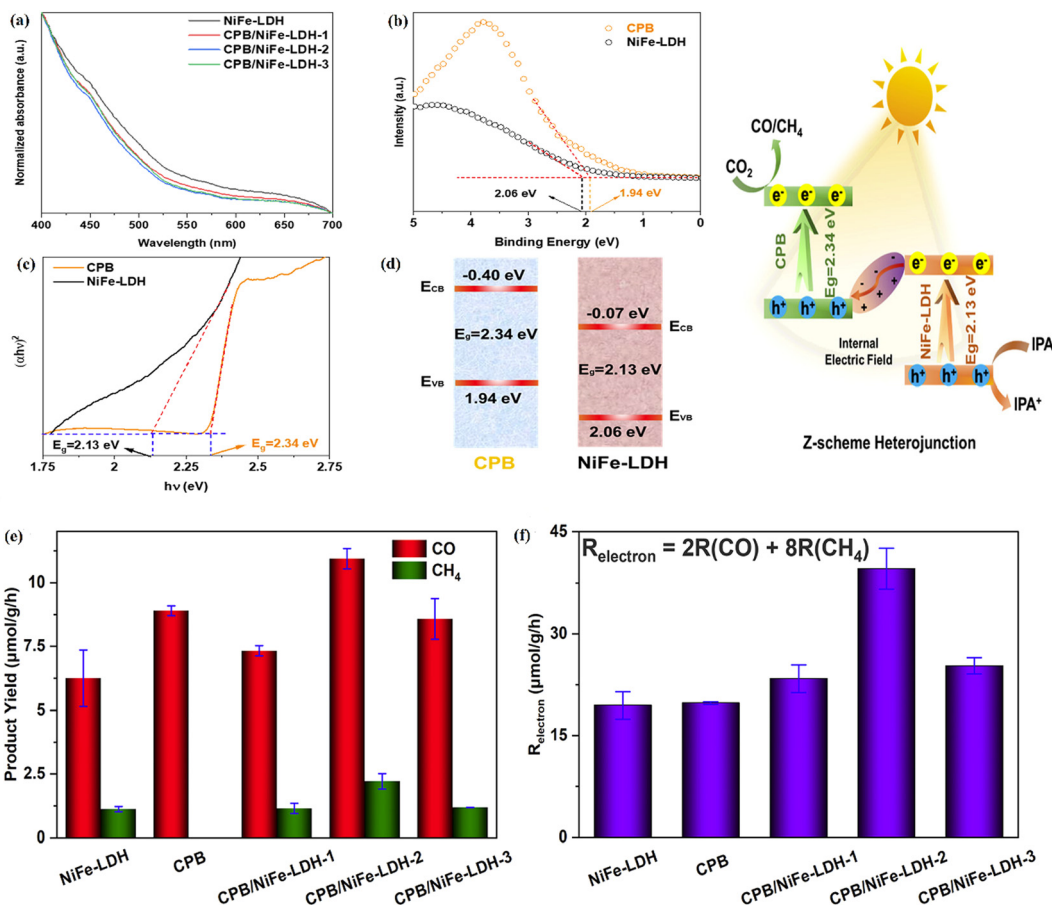 (a)
NiFe-LDH
CPB/NiFe-LDH-1
CPB/NiFe-LDH-2
CPB/NiFe-LDH-3
Normalized absorbance (a.u.)
400 450 500 550 600 650 700
Wavelength (nm)
(b)
CPB
NiFe-LDH
Intensity (a.u.)
2.06 eV
1.94 eV
5 4 3 2 1 0
Binding Energy (eV)
(c)
CPB
NiFe-LDH
(αhν)²
Eg=2.13 eV
Eg=2.34 eV
1.75 2 2.25 2.5 2.75
hν (eV)
(d)
-0.40 eV
ECB
Eg=2.34 eV
EVB
1.94 eV
CPB
-0.07 eV
ECB
Eg=2.13 eV
EVB
2.06 eV
NiFe-LDH
CO/CH₄
CO₂
e⁻ e⁻ e⁻
CPB
Eg=2.34 eV
h⁺ h⁺ h⁺
- - - + + +
Internal
Electric Field
e⁻ e⁻ e⁻
NiFe-LDH
Eg=2.13 eV
h⁺ h⁺ h⁺
IPA
IPA⁺
Z-scheme Heterojunction
(e)
CO
CH₄
Product Yield (μmol/g/h)
10
7.5
5
2.5
0
NiFe-LDH
CPB
CPB/NiFe-LDH-1
CPB/NiFe-LDH-2
CPB/NiFe-LDH-3
(f)
Relectron = 2R(CO) + 8R(CH₄)
Relectron (μmol/g/h)
45
30
15
0
NiFe-LDH
CPB
CPB/NiFe-LDH-1
CPB/NiFe-LDH-2
CPB/NiFe-LDH-3